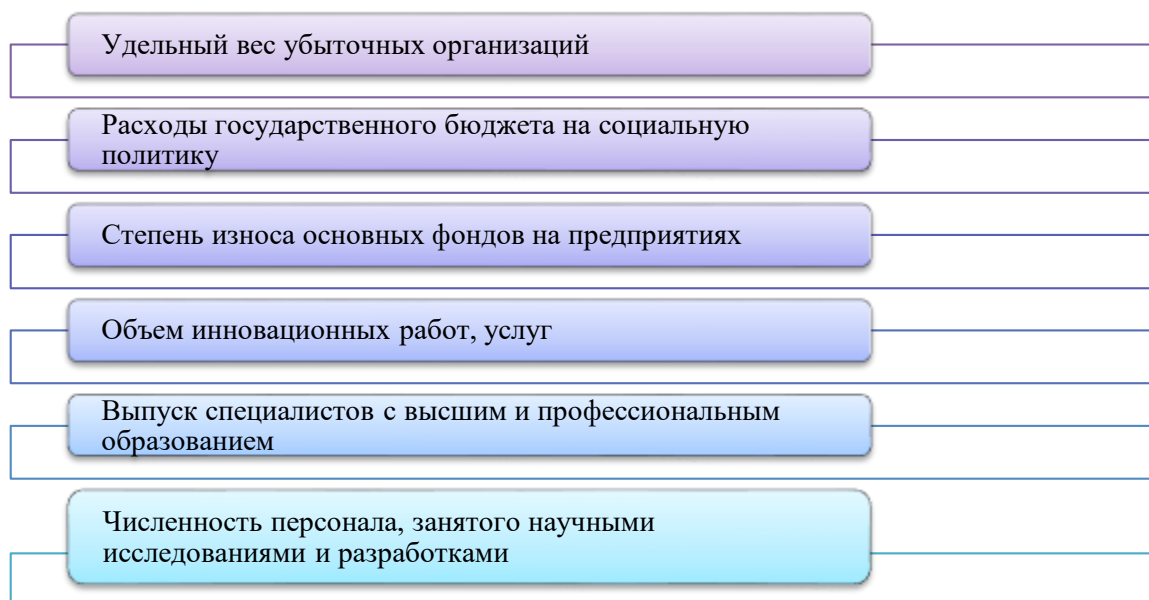 Удельный вес убыточных организаций
Расходы государственного бюджета на социальную
политику
Степень износа основных фондов на предприятиях
Объем инновационных работ, услуг
Выпуск специалистов с высшим и профессиональным
образованием
Численность персонала, занятого научными
исследованиями и разработками